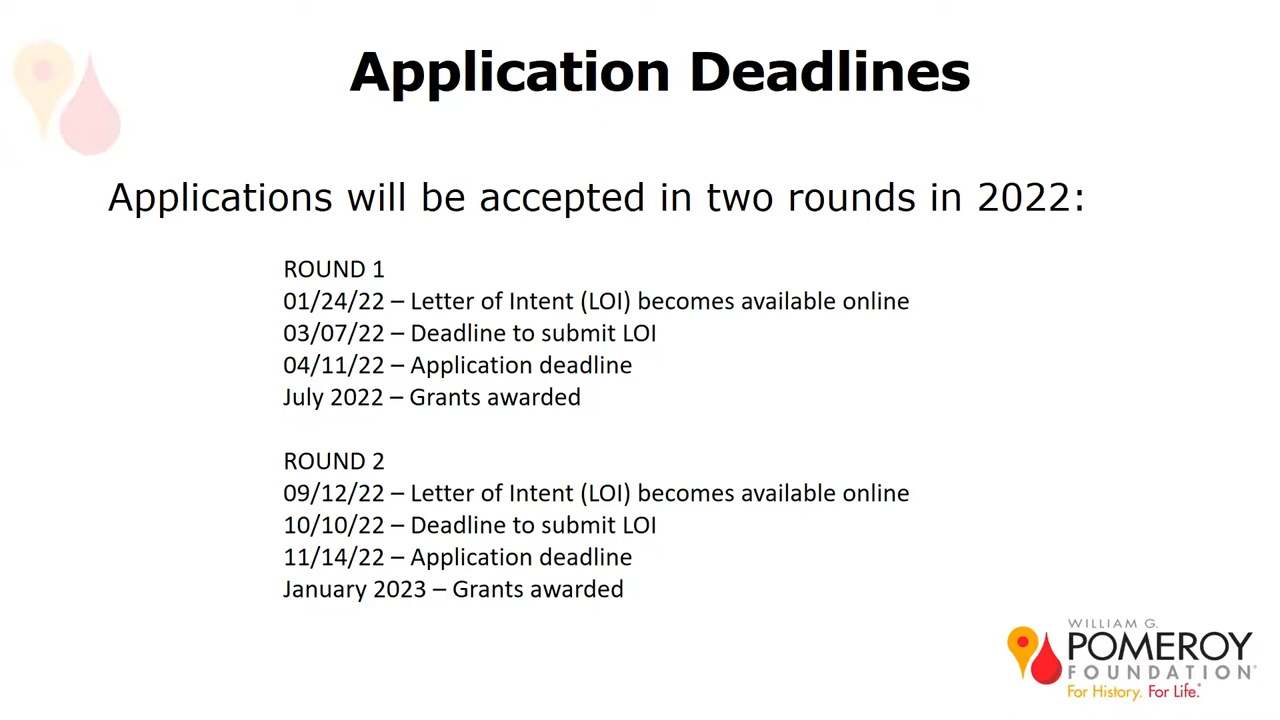 Application Deadlines
Applications will be accepted in two rounds in 2022:
ROUND 1
01/24/22 – Letter of Intent (LOI) becomes available online
03/07/22 – Deadline to submit LOI
04/11/22 – Application deadline
July 2022 – Grants awarded
ROUND 2
09/12/22 – Letter of Intent (LOI) becomes available online
10/10/22 – Deadline to submit LOI
11/14/22 – Application deadline
January 2023 – Grants awarded
WILLIAM G.
POMEROY
FOUNDATION®
For History. For Life.®